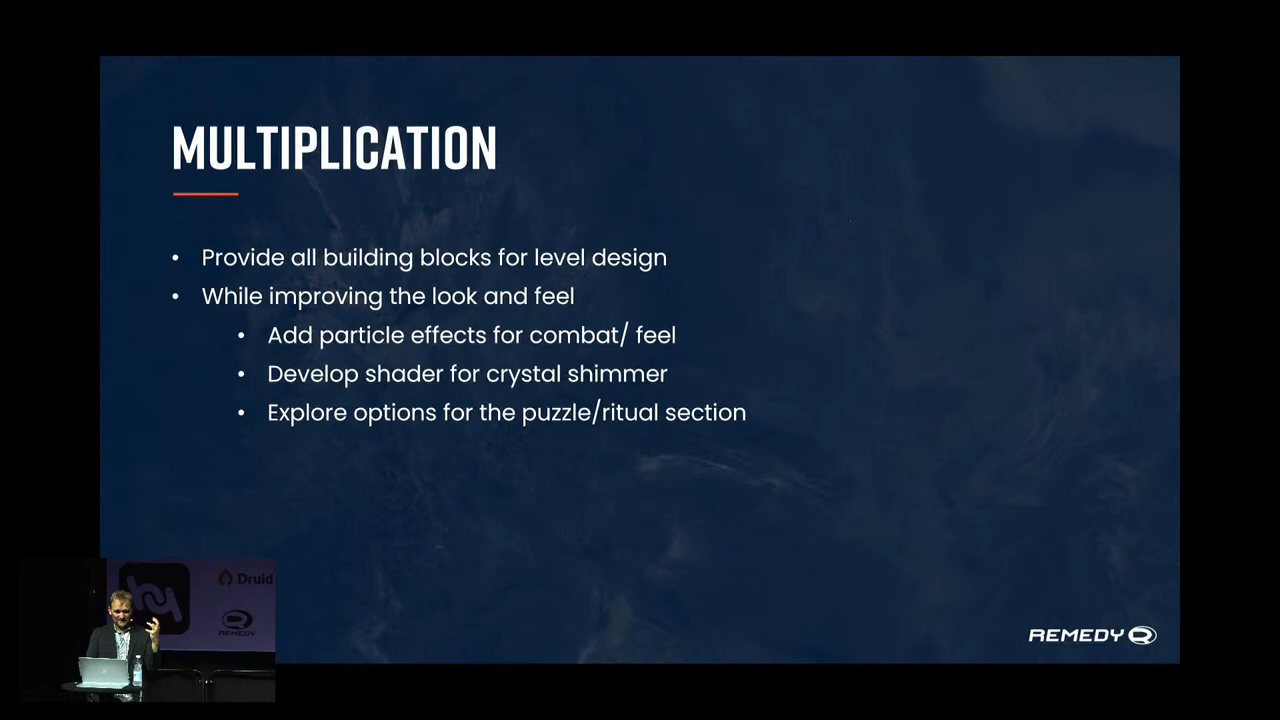 MULTIPLICATION
• Provide all building blocks for level design
• While improving the look and feel
• Add particle effects for combat/ feel
• Develop shader for crystal shimmer
• Explore options for the puzzle/ritual section
Druid
REMEDY
REMEDY